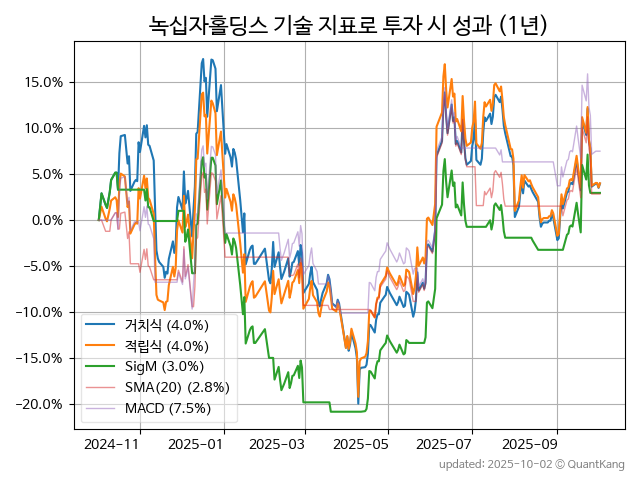 녹십자홀딩스 기술 지표로 투자 시 성과 (1년)
15.0%
10.0%
5.0%
0.0%
−5.0%
−10.0%
−15.0%
−20.0%
거치식 (4.0%)
적립식 (4.0%)
SigM (3.0%)
SMA(20) (2.8%)
MACD (7.5%)
2024-11 2025-01 2025-03 2025-05 2025-07 2025-09
updated: 2025-10-02 © QuantKang